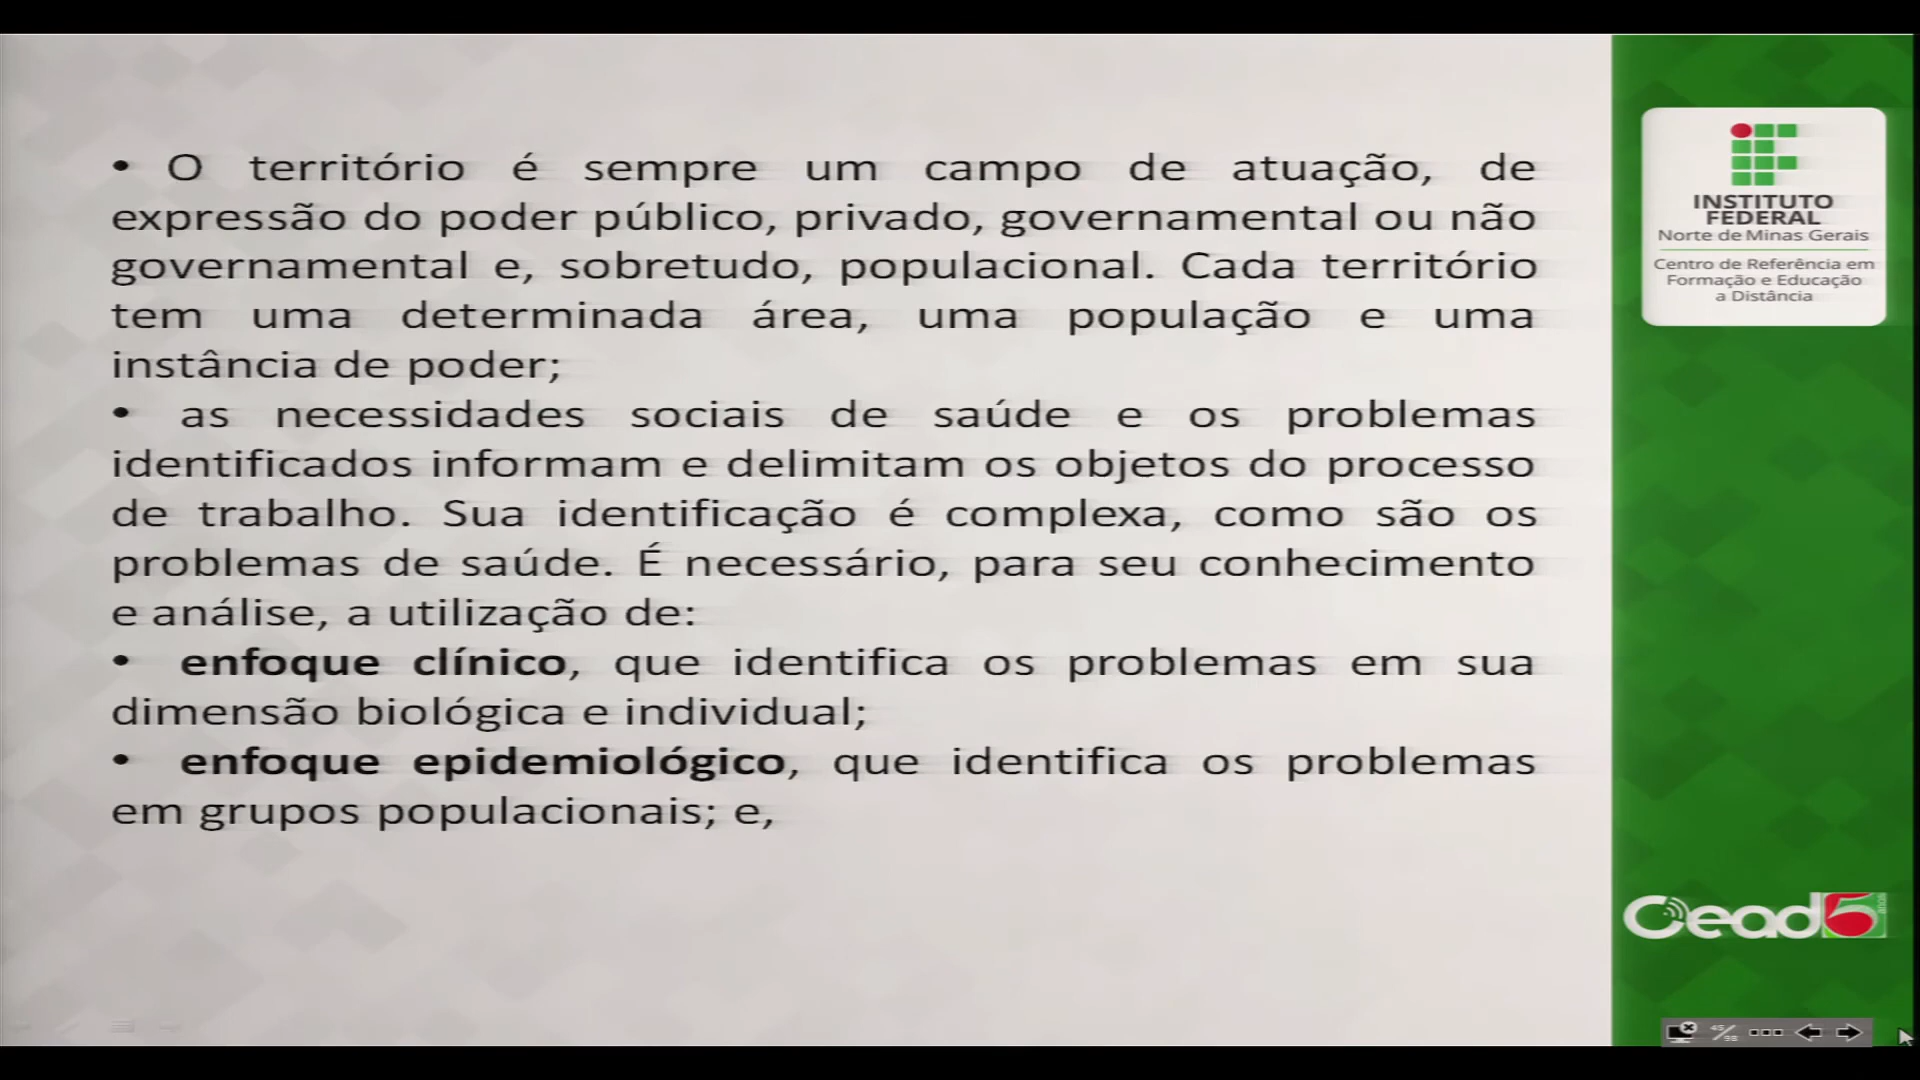 • O território é sempre um campo de atuação, de
expressão do poder público, privado, governamental ou não
governamental e, sobretudo, populacional. Cada território
tem uma determinada área, uma população e uma
instância de poder;
• as necessidades sociais de saúde e os problemas
identificados informam e delimitam os objetos do processo
de trabalho. Sua identificação é complexa, como são os
problemas de saúde. É necessário, para seu conhecimento
e análise, a utilização de:
• enfoque clínico, que identifica os problemas em sua
dimensão biológica e individual;
• enfoque epidemiológico, que identifica os problemas
em grupos populacionais; e,
INSTITUTO
FEDERAL
Norte de Minas Gerais
Centro de Referência em
Formação e Educação
a Distância
Cead 5 anos
45/98